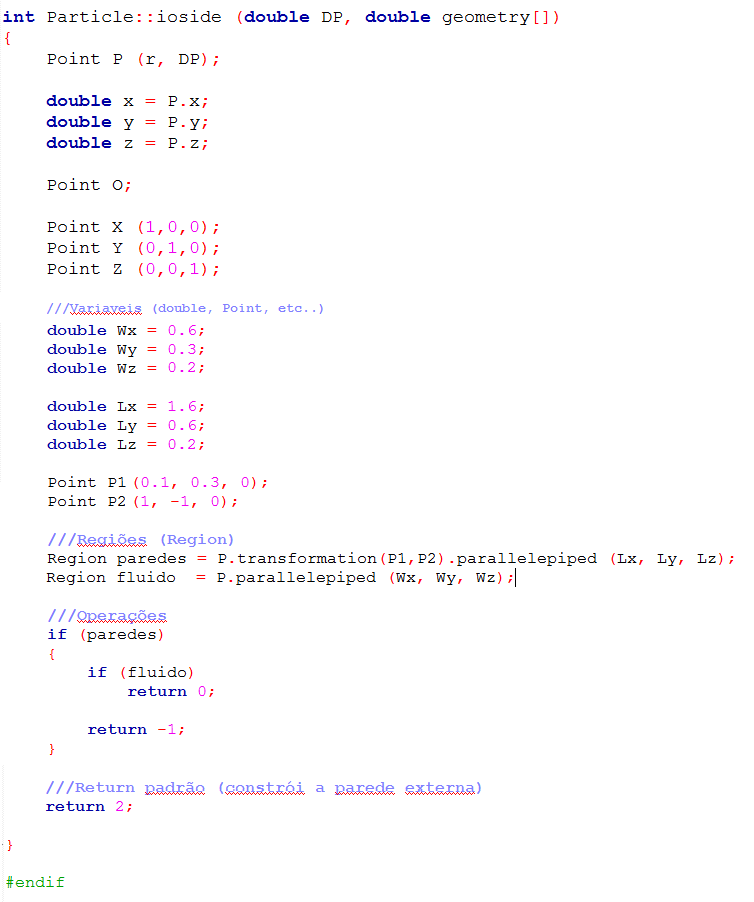 int Particle::ioside (double DP, double geometry[])
{
Point P (r, DP);
double x = P.x;
double y = P.y;
double z = P.z;
Point O;
Point X (1,0,0);
Point Y (0,1,0);
Point Z (0,0,1);
///Variaveis (double, Point, etc..)
double Wx = 0.6;
double Wy = 0.3;
double Wz = 0.2;
double Lx = 1.6;
double Ly = 0.6;
double Lz = 0.2;
Point P1(0.1, 0.3, 0);
Point P2(1, -1, 0);
///Regiões (Region)
Region paredes = P.transformation(P1,P2).parallelepiped (Lx, Ly, Lz);
Region fluido  = P.parallelepiped (Wx, Wy, Wz);
///Operações
if (paredes)
{
if (fluido)
return 0;
return -1;
}
///Return padrão (constrói a parede externa)
return 2;
}
#endif